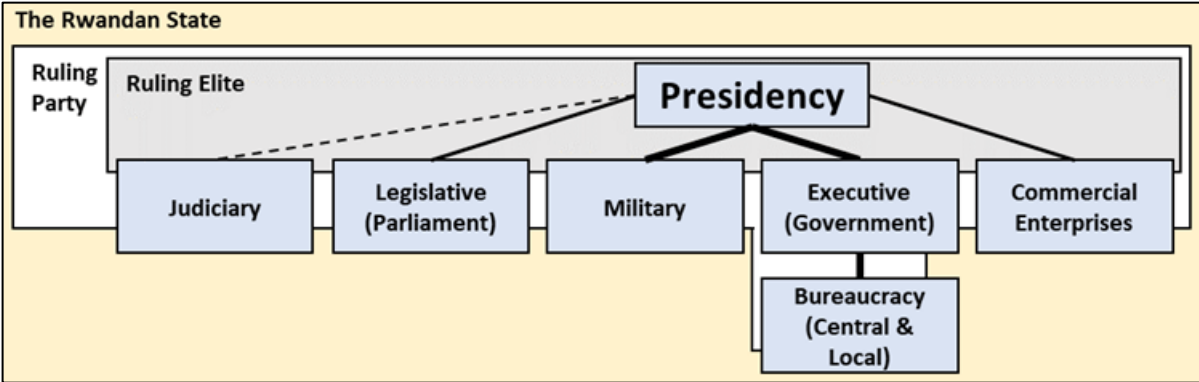 The Rwandan State
Ruling
Party
Ruling Elite
Presidency
Judiciary
Legislative
(Parliament)
Military
Executive
(Government)
Commercial
Enterprises
Bureaucracy
(Central &
Local)